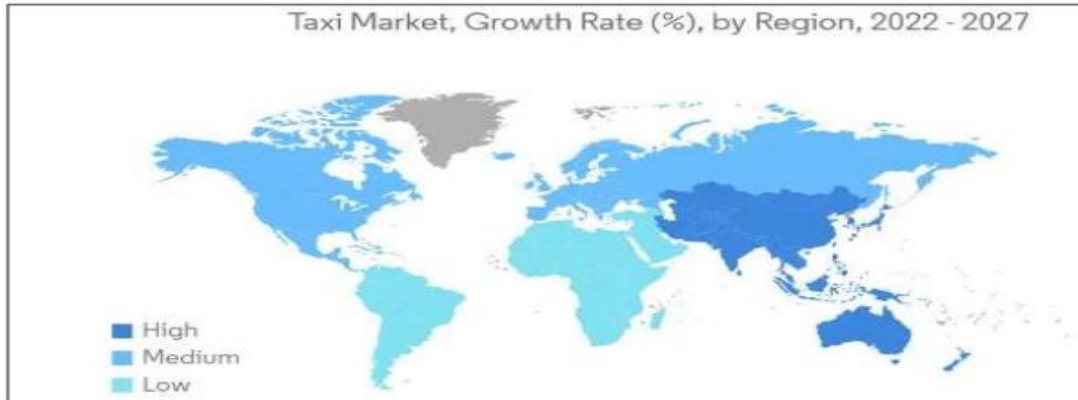 Taxi Market, Growth Rate (%), by Region, 2022 - 2027
High
Medium
Low